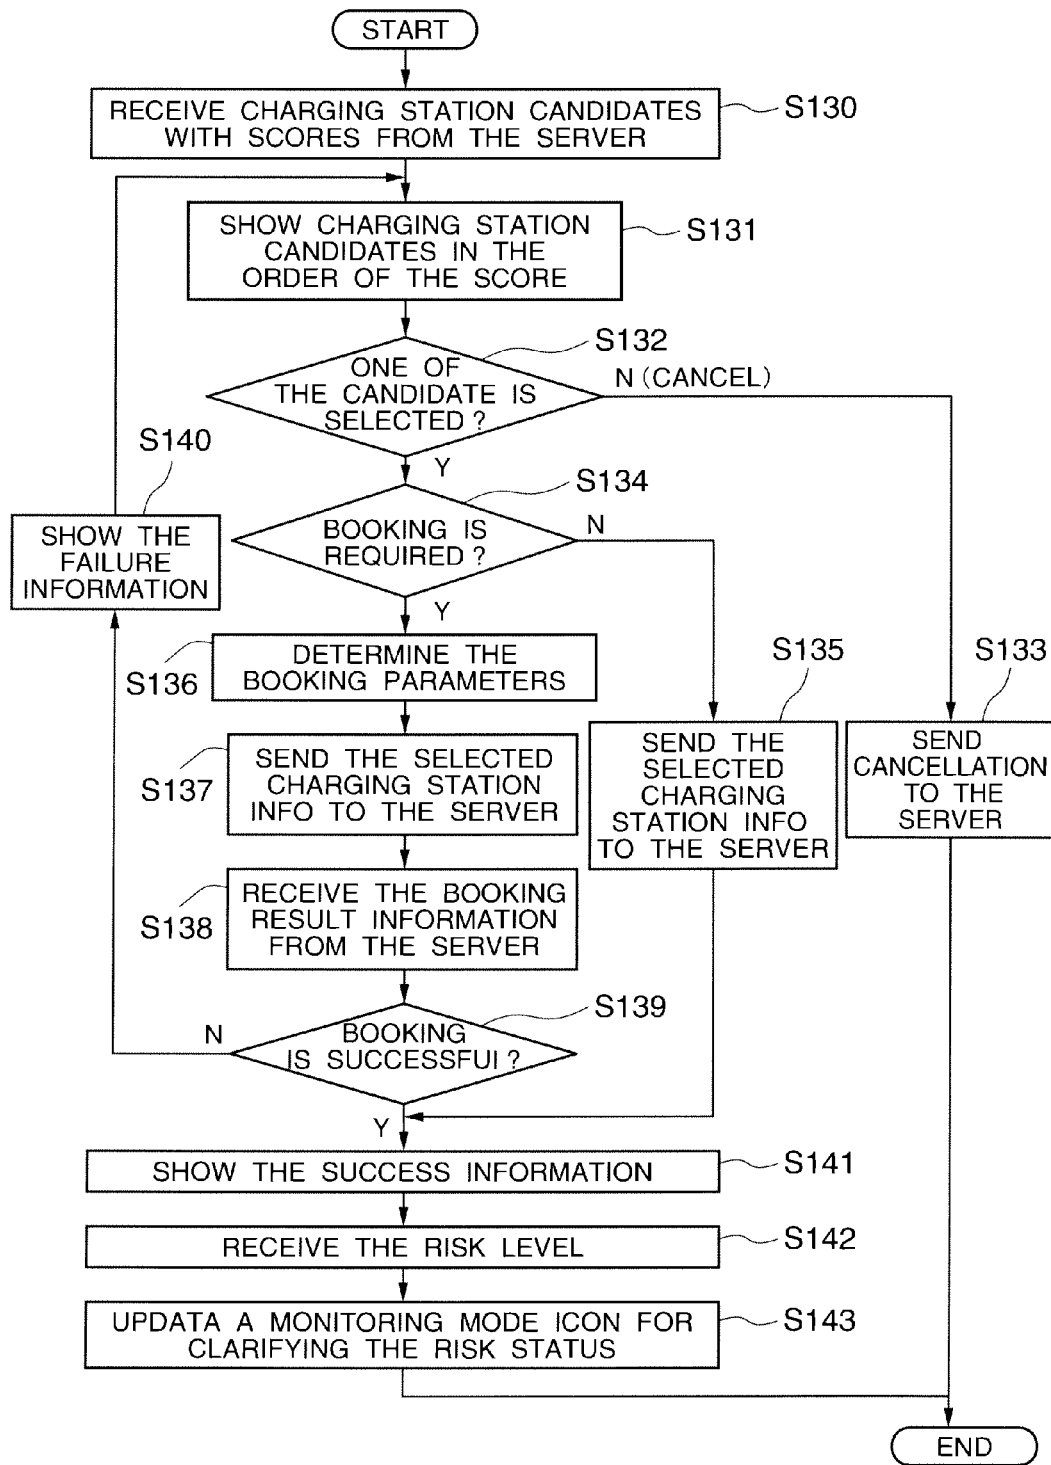 START
RECEIVE CHARGING STATION CANDIDATES
WITH SCORES FROM THE SERVER
S130
SHOW CHARGING STATION
CANDIDATES IN THE
ORDER OF THE SCORE
S131
S132
ONE OF
THE CANDIDATE IS
SELECTED?
N (CANCEL)
Y
S140
SHOW THE
FAILURE
INFORMATION
S134
BOOKING IS
REQUIRED?
N
Y
S136
DETERMINE THE
BOOKING PARAMETERS
S135
S133
S137
SEND THE SELECTED
CHARGING STATION
INFO TO THE SERVER
SEND THE
SELECTED
CHARGING
STATION INFO
TO THE SERVER
SEND
CANCELLATION
TO THE
SERVER
S138
RECEIVE THE BOOKING
RESULT INFORMATION
FROM THE SERVER
S139
BOOKING
IS SUCCESSFUI?
N
Y
SHOW THE SUCCESS INFORMATION
S141
RECEIVE THE RISK LEVEL
S142
UPDATA A MONITORING MODE ICON FOR
CLARIFYING THE RISK STATUS
S143
END